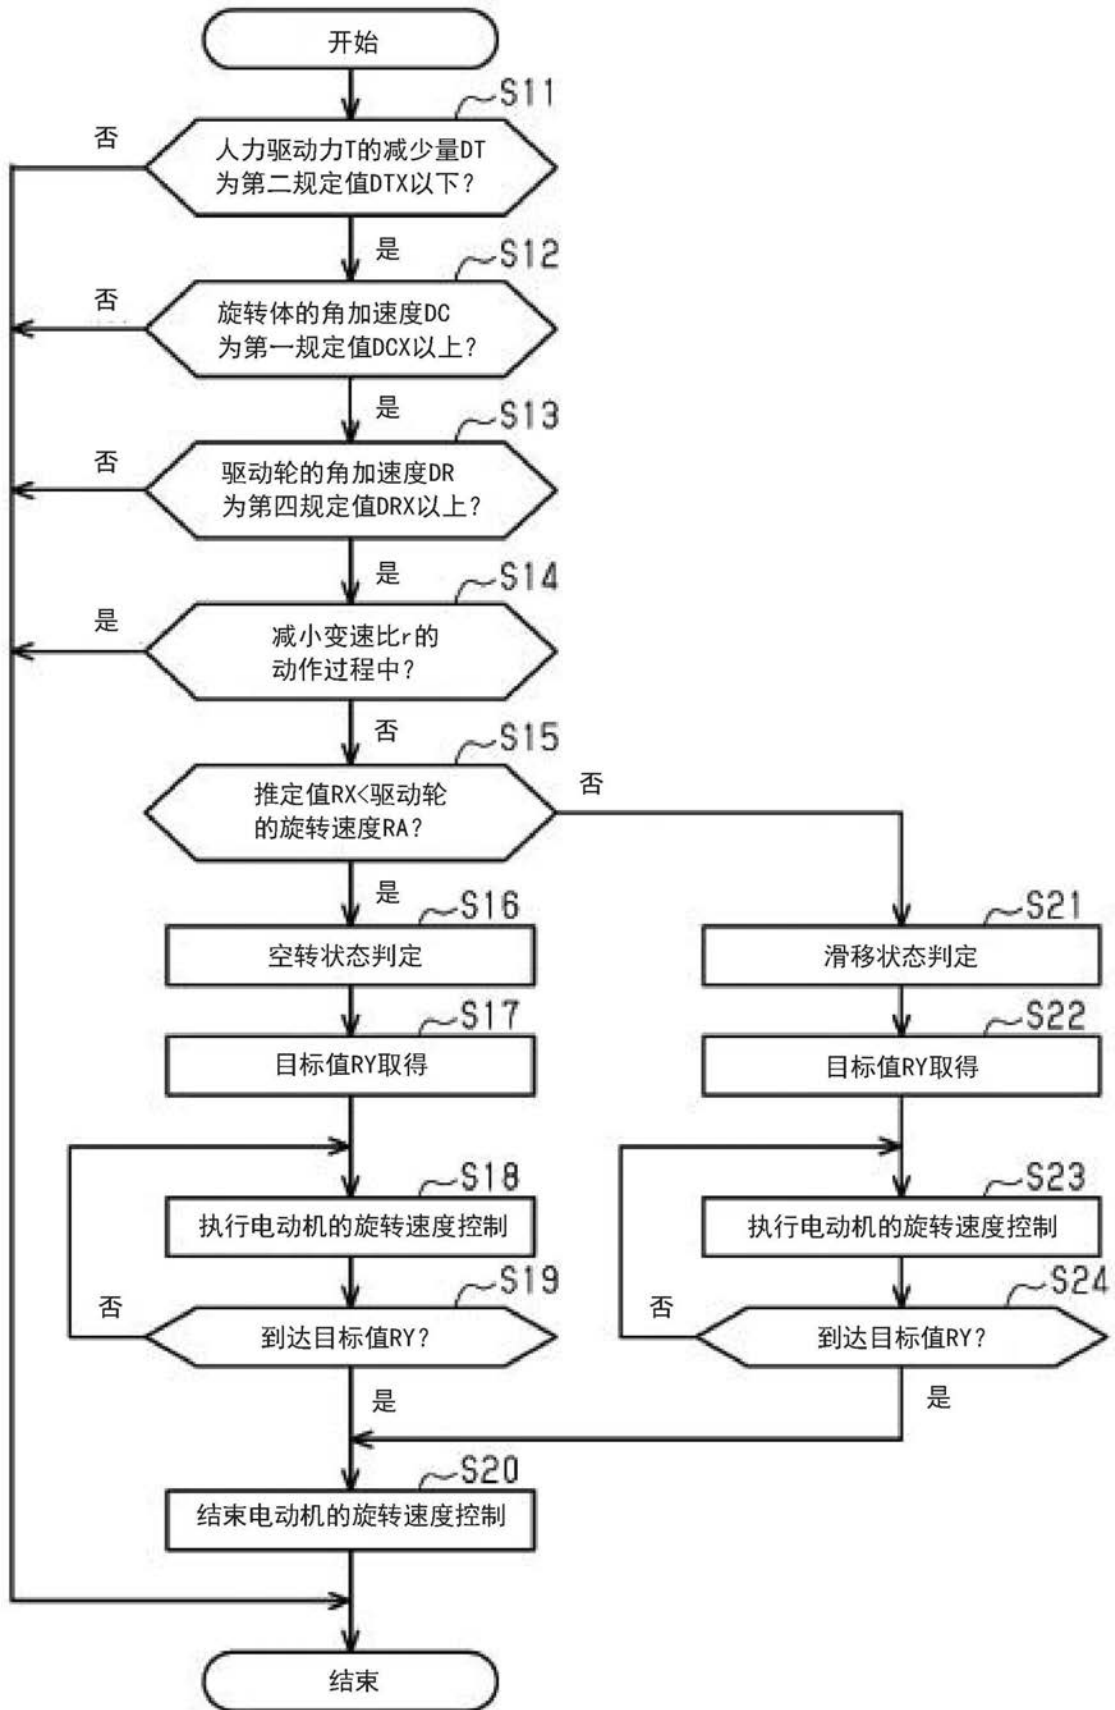 开始
S11
否
人力驱动力T的减少量DT
为第二规定值DTX以下？
是
S12
否
旋转体的角加速度DC
为第一规定值DCX以上？
是
S13
否
驱动轮的角加速度DR
为第四规定值DRX以上？
是
S14
是
减小变速比r的
动作过程中？
否
S15
推定值RX<驱动轮
的旋转速度RA？
否
是
S16
空转状态判定
S21
滑移状态判定
S17
目标值RY取得
S22
目标值RY取得
S18
执行电动机的旋转速度控制
S23
执行电动机的旋转速度控制
S19
否
到达目标值RY？
S24
否
到达目标值RY？
是
是
S20
结束电动机的旋转速度控制
结束